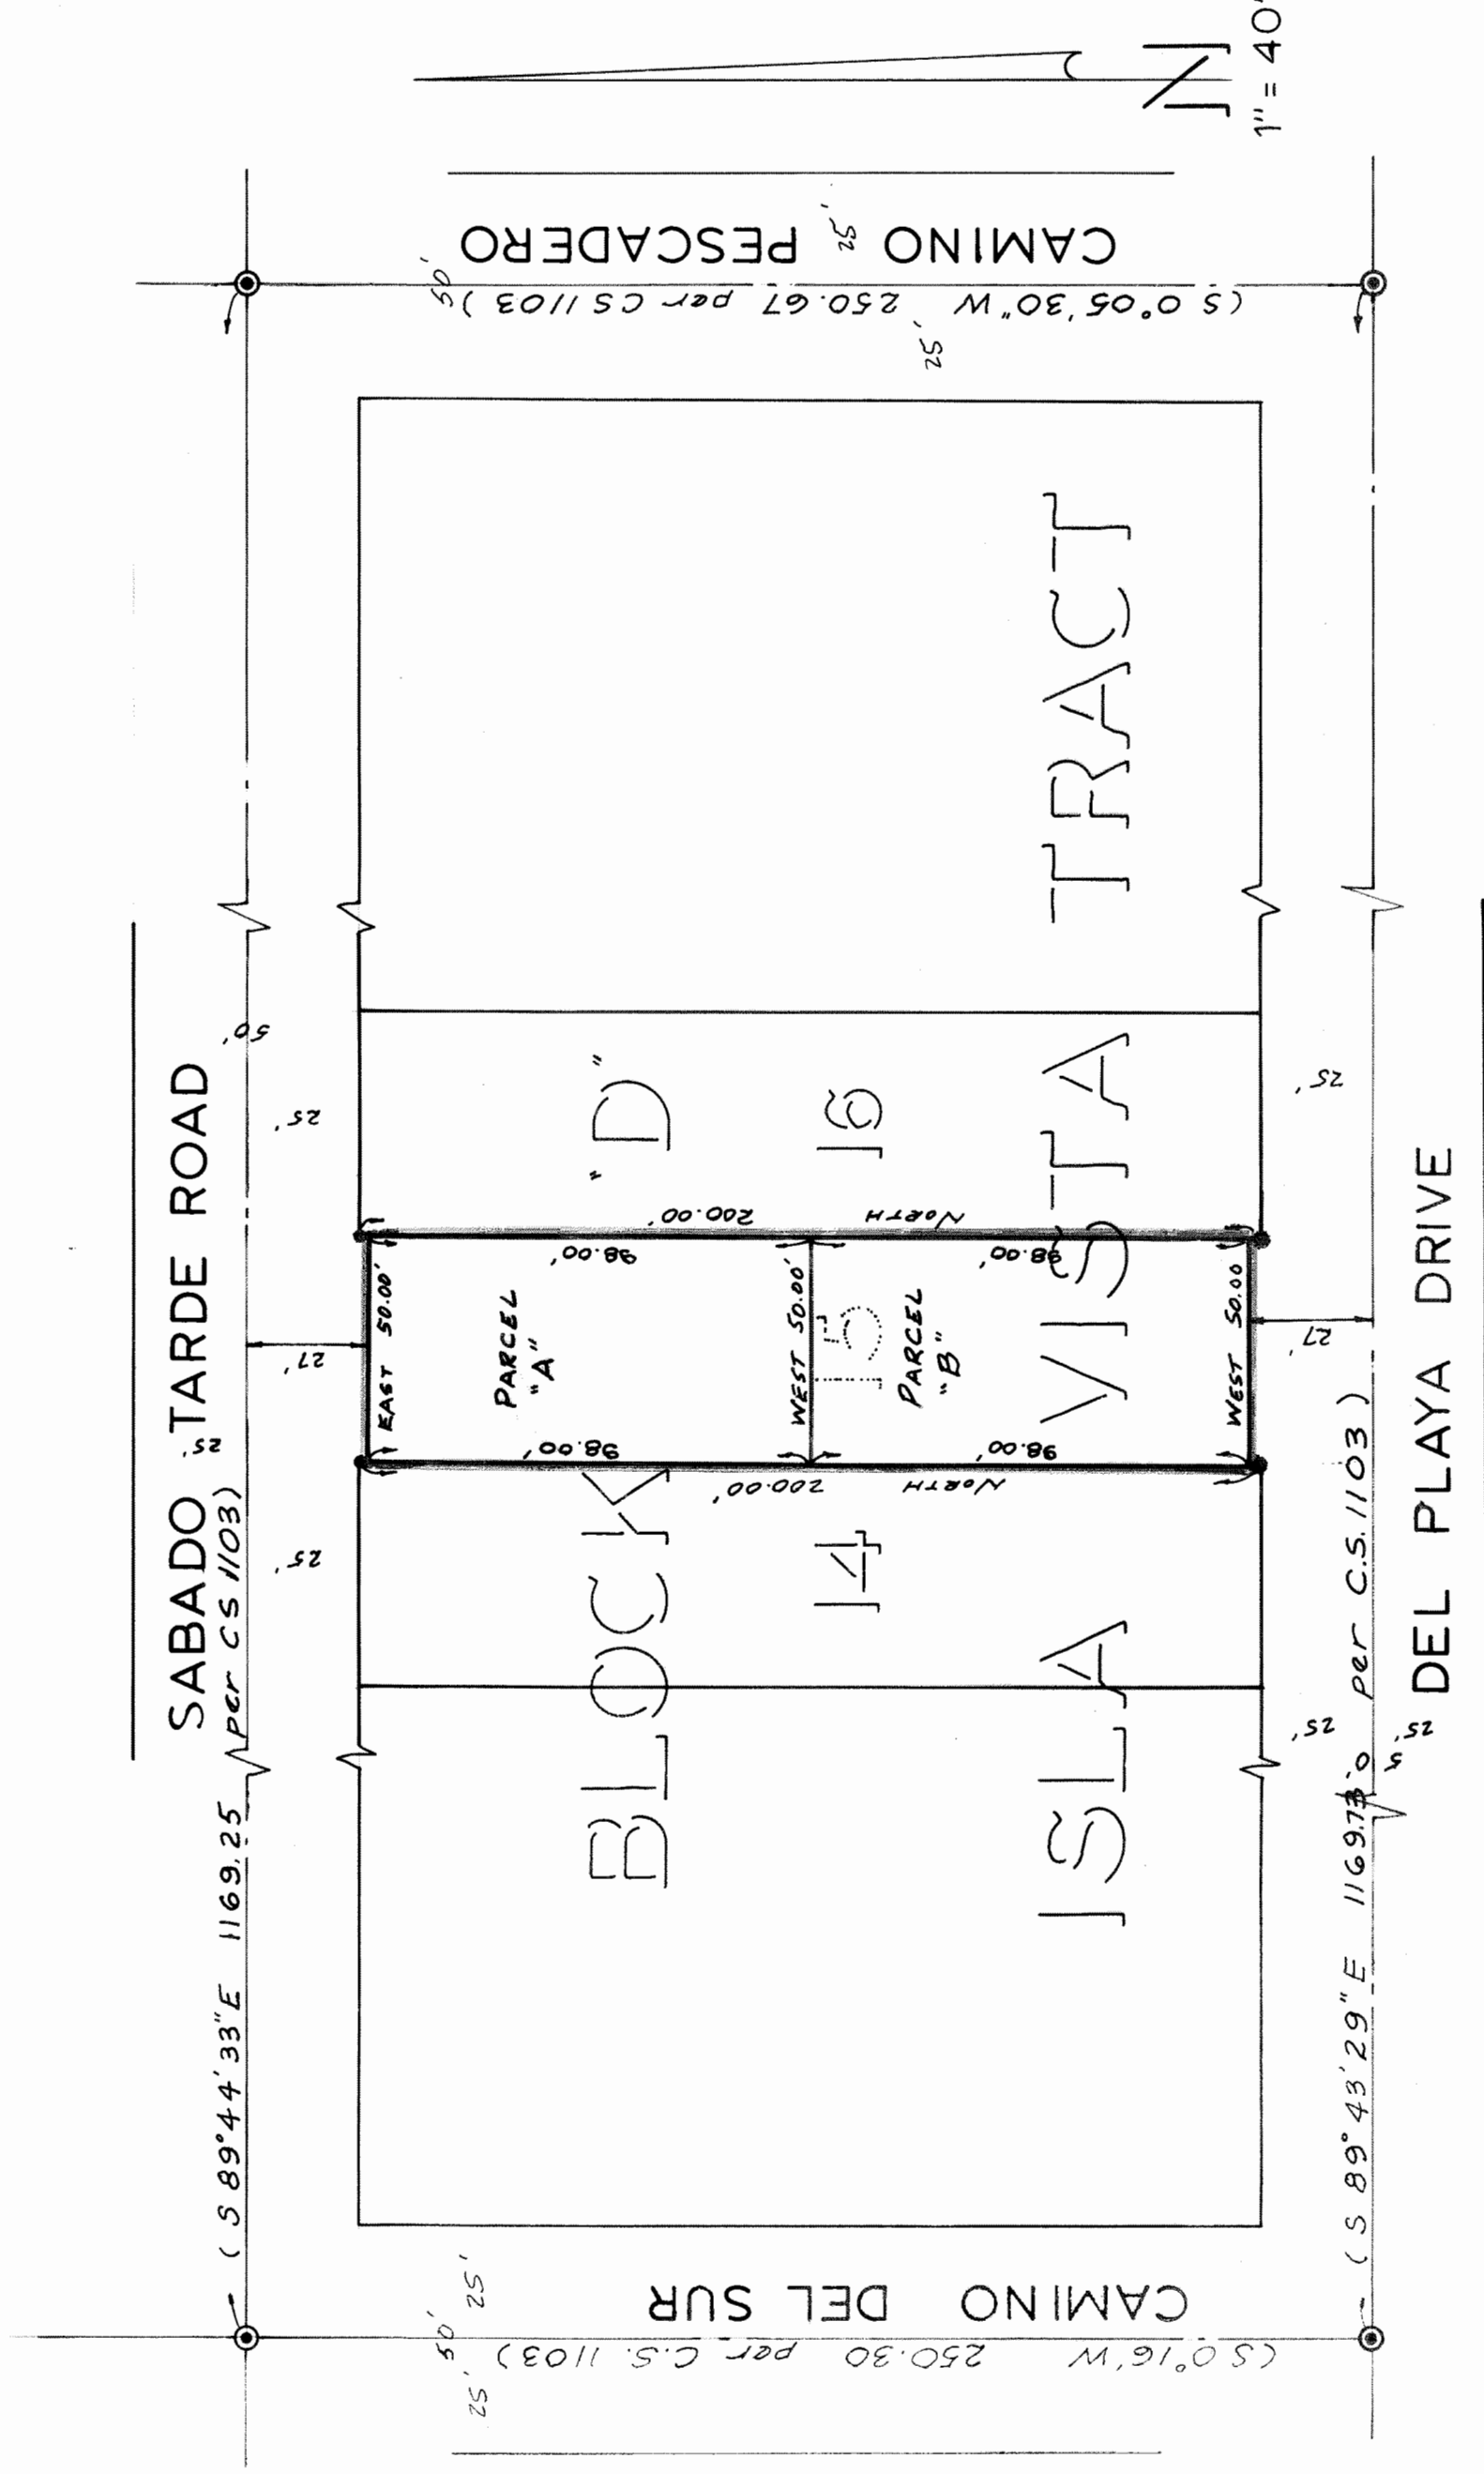 SABADO TARDE ROAD
(S 89°44'33"E 1169.25 per CS 1103)
25'
50'
25'
25'
27'
CAMINO DEL SUR
(S 0°16'W 250.30 per C.S. 1103)
25'
50'
25'
BLOCK "D"
14
15
16
ISLA VISTA TRACT
EAST 50.00'
PARCEL
"A"
98.00'
98.00'
WEST 50.00'
PARCEL
"B"
98.00'
98.00'
WEST 50.00
NORTH 200.00'
NORTH 200.00'
CAMINO PESCADERO
(S 0°05'30"W 250.67 per CS 1103)
50'
25'
25'
N
1" = 40'
25'
25'
27'
(S 89°43'29"E 1169.73 per C.S. 1103)
50'
25'
DEL PLAYA DRIVE